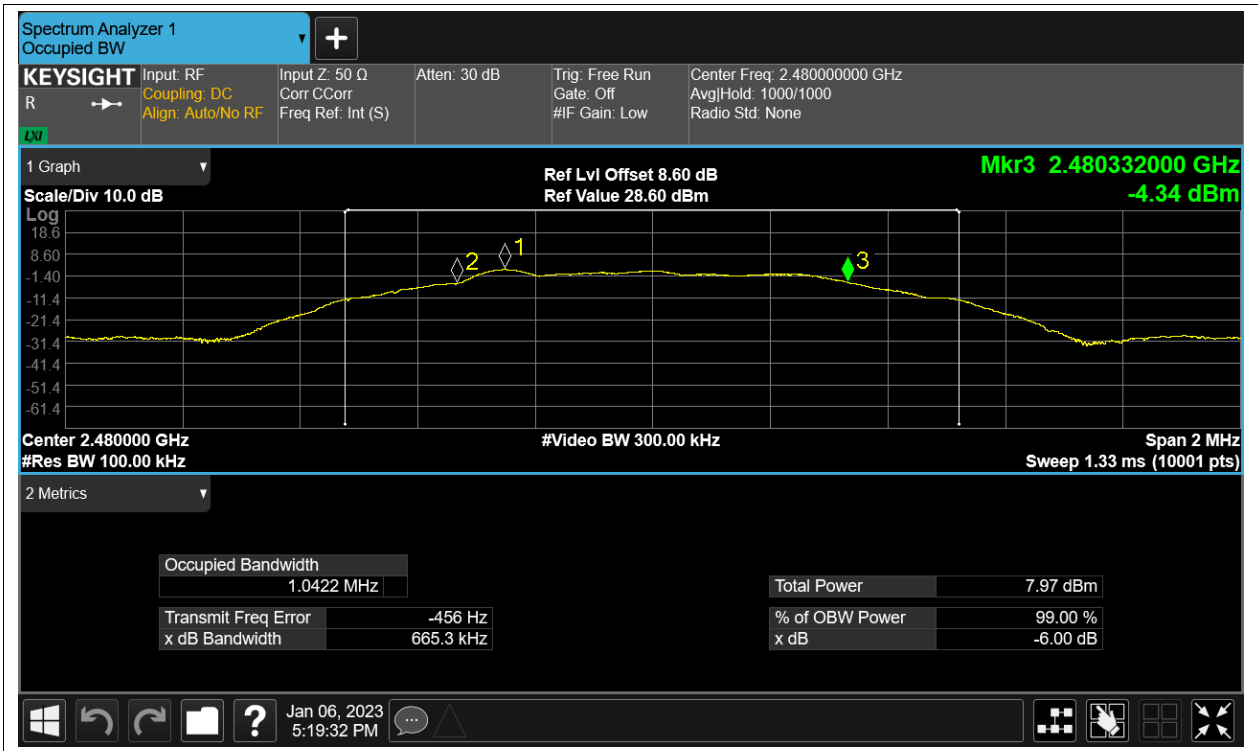 Spectrum Analyzer 1
Occupied BW
KEYSIGHT
R
LXI
Input: RF
Coupling: DC
Align: Auto/No RF
Input Z: 50 Ω
Corr CCorr
Freq Ref: Int (S)
Atten: 30 dB
Trig: Free Run
Gate: Off
#IF Gain: Low
Center Freq: 2.480000000 GHz
Avg|Hold: 1000/1000
Radio Std: None
1 Graph
Scale/Div 10.0 dB
Ref Lvl Offset 8.60 dB
Ref Value 28.60 dBm
Mkr3 2.480332000 GHz
-4.34 dBm
Log
18.6
8.60
-1.40
-11.4
-21.4
-31.4
-41.4
-51.4
-61.4
2
1
3
Center 2.480000 GHz
#Res BW 100.00 kHz
#Video BW 300.00 kHz
Span 2 MHz
Sweep 1.33 ms (10001 pts)
2 Metrics
Occupied Bandwidth
1.0422 MHz
Transmit Freq Error -456 Hz
x dB Bandwidth 665.3 kHz
Total Power 7.97 dBm
% of OBW Power 99.00 %
x dB -6.00 dB
?
Jan 06, 2023
5:19:32 PM